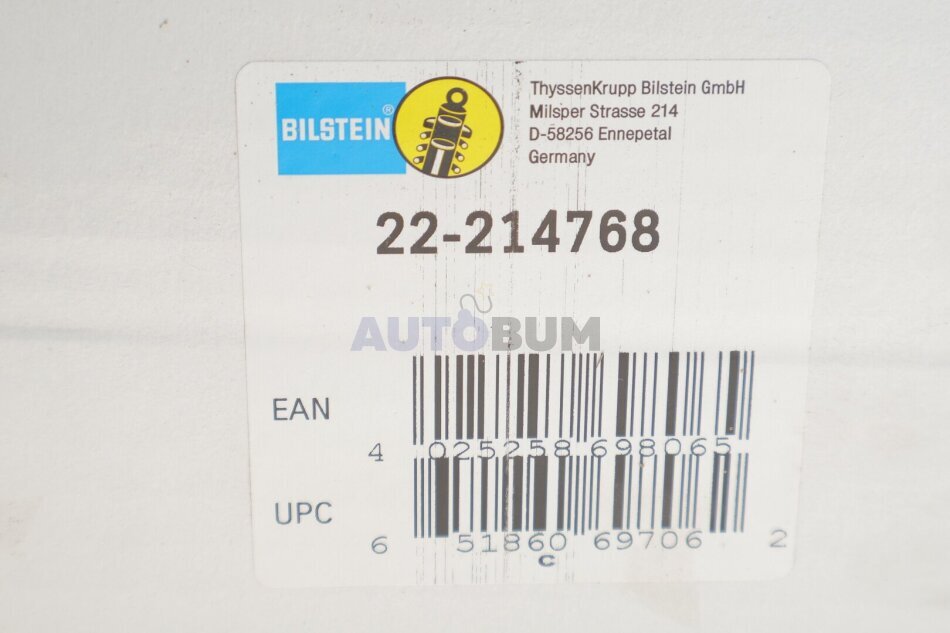 BILSTEIN®
ThyssenKrupp Bilstein GmbH
Milsper Strasse 214
D-58256 Ennepetal
Germany
22-214768
AUTOBUM
EAN
4 025258 698065
UPC
6 51860 69706 2
C